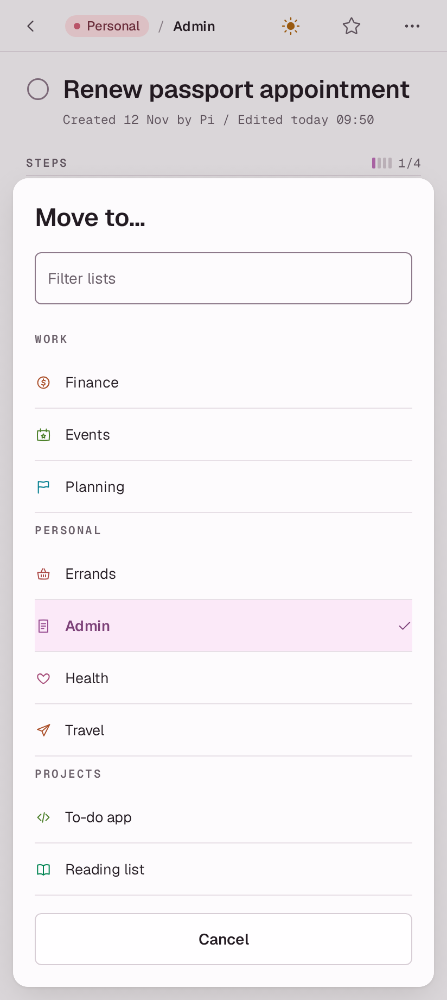 Personal / Admin
Renew passport appointment
Created 12 Nov by Pi / Edited today 09:50
STEPS 1/4
Move to…
Filter lists
WORK
Finance
Events
Planning
PERSONAL
Errands
Admin
Health
Travel
PROJECTS
To-do app
Reading list
Cancel